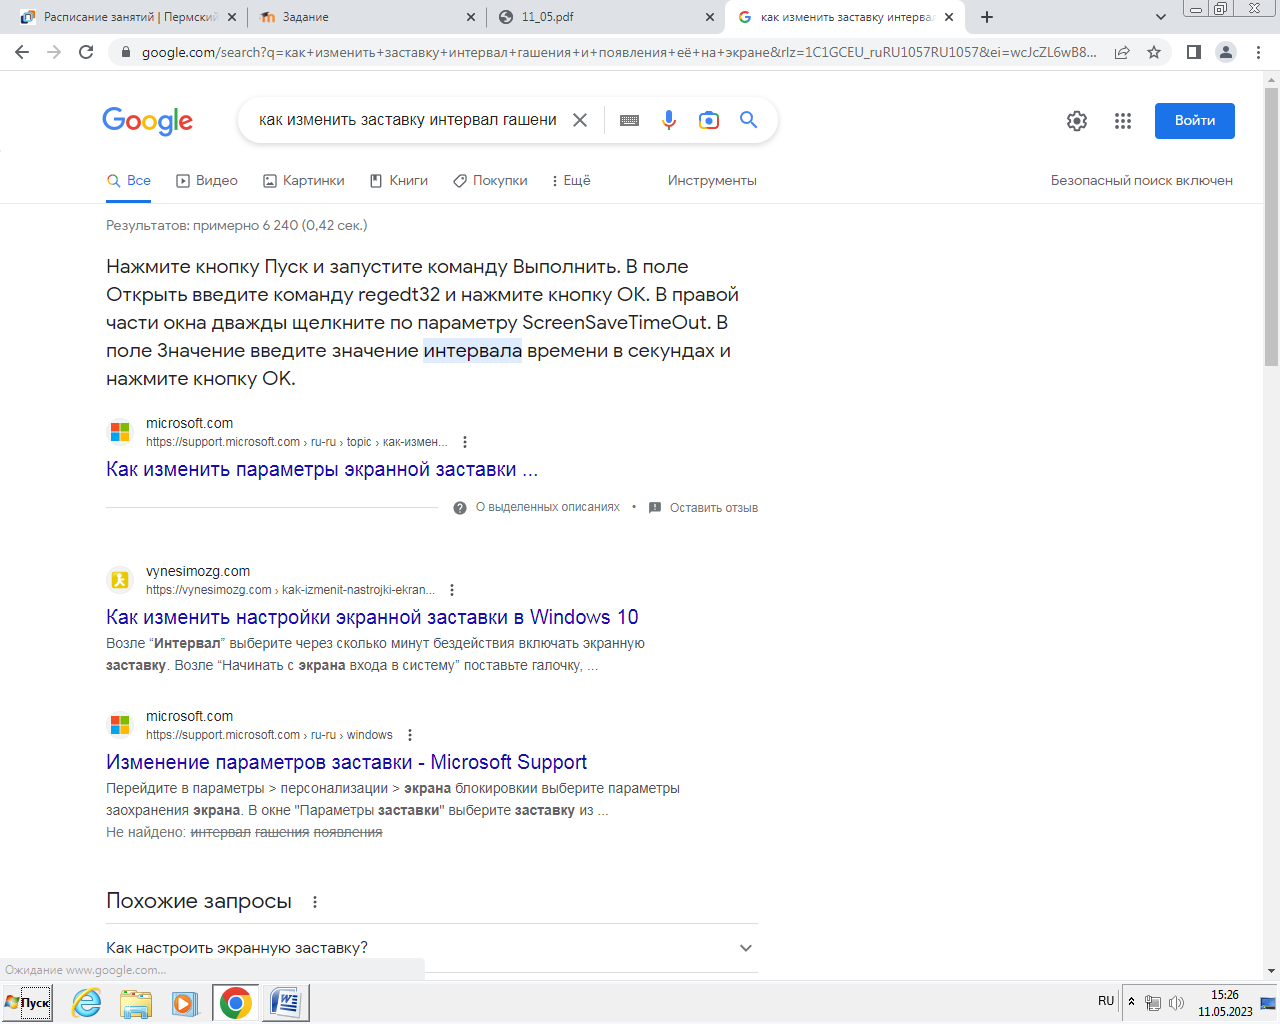 Расписание занятий | Пермский
Задание
11_05.pdf
как изменить заставку интервал
google.com/search?q=как+изменить+заставку+интервал+гашения+и+появления+её+на+экране&rlz=1C1GCEU_ruRU1057RU1057&ei=wcJcZL6wB8...
Google
как изменить заставку интервал гашени
Войти
Все
Видео
Картинки
Книги
Покупки
Ещё
Инструменты
Безопасный поиск включен
Результатов: примерно 6 240 (0,42 сек.)
Нажмите кнопку Пуск и запустите команду Выполнить. В поле
Открыть введите команду regedt32 и нажмите кнопку ОК. В правой
части окна дважды щелкните по параметру ScreenSaveTimeOut. В
поле Значение введите значение интервала времени в секундах и
нажмите кнопку OK.
microsoft.com
https://support.microsoft.com › ru-ru › topic › как-измен...
Как изменить параметры экранной заставки ...
О выделенных описаниях • Оставить отзыв
vynesimozg.com
https://vynesimozg.com › kak-izmenit-nastrojki-ekran...
Как изменить настройки экранной заставки в Windows 10
Возле “Интервал” выберите через сколько минут бездействия включать экранную
заставку. Возле “Начинать с экрана входа в систему” поставьте галочку, ...
microsoft.com
https://support.microsoft.com › ru-ru › windows
Изменение параметров заставки - Microsoft Support
Перейдите в параметры > персонализации > экрана блокировкии выберите параметры
заохранения экрана. В окне "Параметры заставки" выберите заставку из ...
Не найдено: интервал гашения появления
Похожие запросы
Как настроить экранную заставку?
Ожидание www.google.com...
Пуск
RU
15:26
11.05.2023